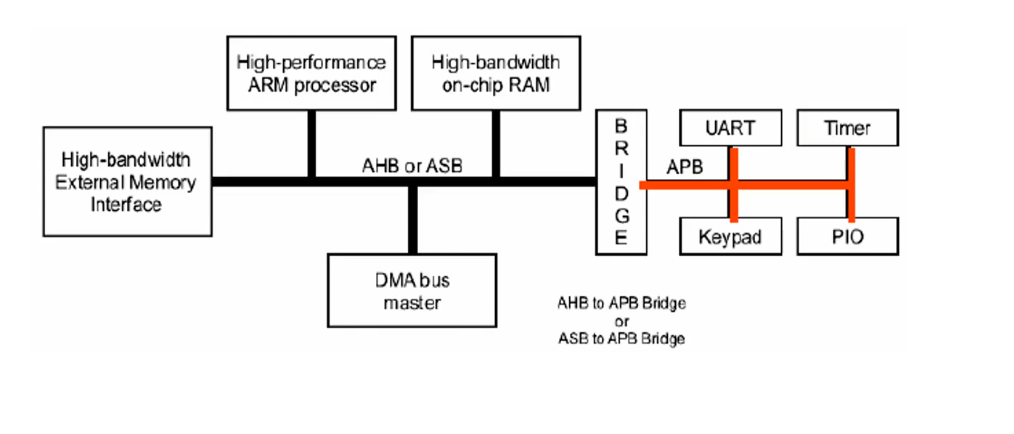 High-performance
ARM processor
High-bandwidth
on-chip RAM
High-bandwidth
External Memory
Interface
AHB or ASB
B
R
I
D
G
E
APB
UART
Timer
Keypad
PIO
DMA bus
master
AHB to APB Bridge
or
ASB to APB Bridge